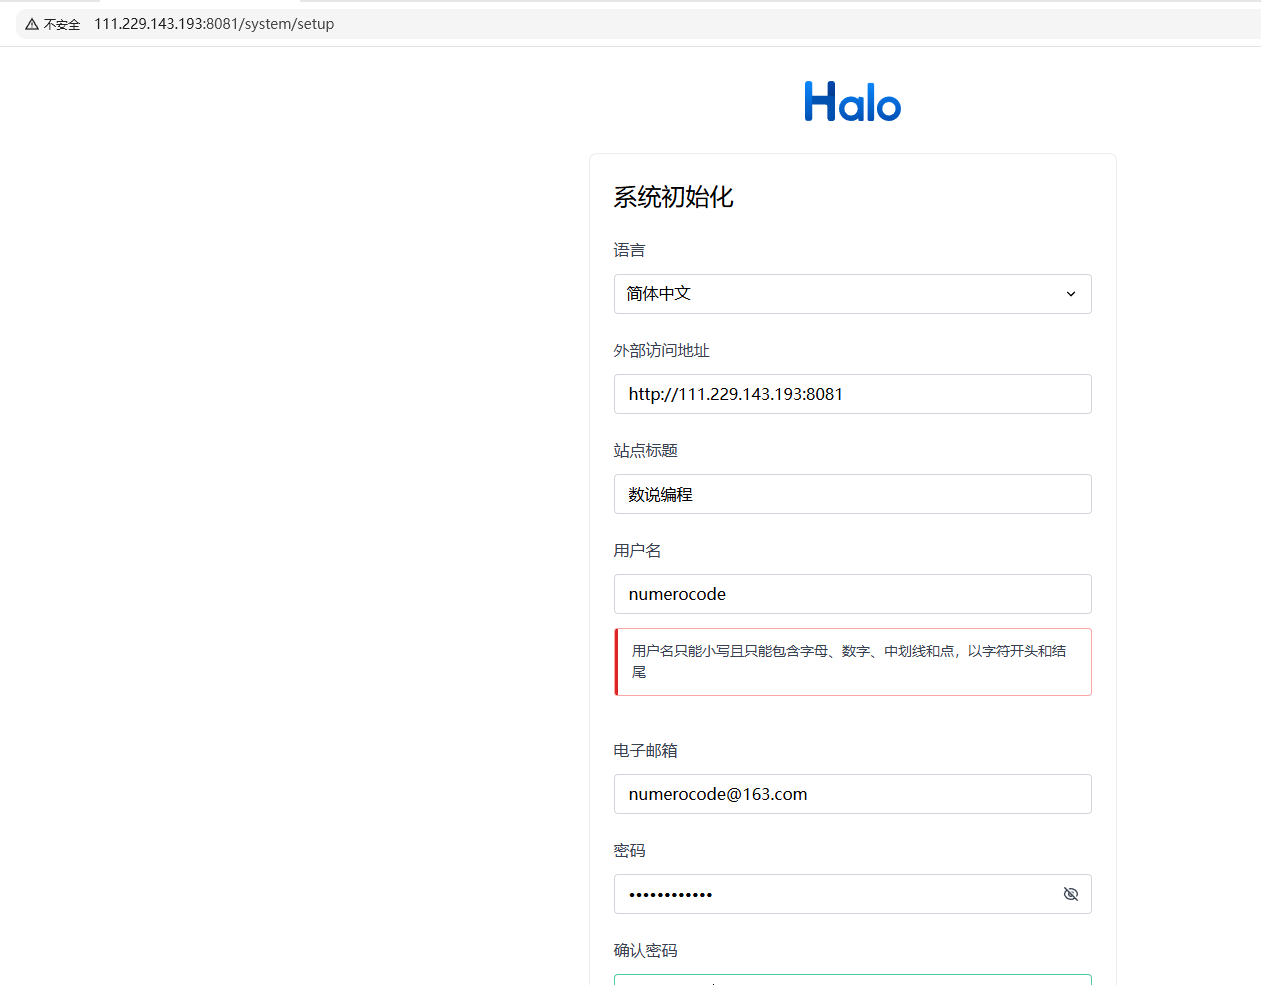 不安全 111.229.143.193:8081/system/setup
Halo
系统初始化
语言
简体中文
外部访问地址
http://111.229.143.193:8081
站点标题
数说编程
用户名
numerocode
用户名只能小写且只能包含字母、数字、中划线和点，以字符开头和结
尾
电子邮箱
numerocode@163.com
密码
••••••••••••
确认密码